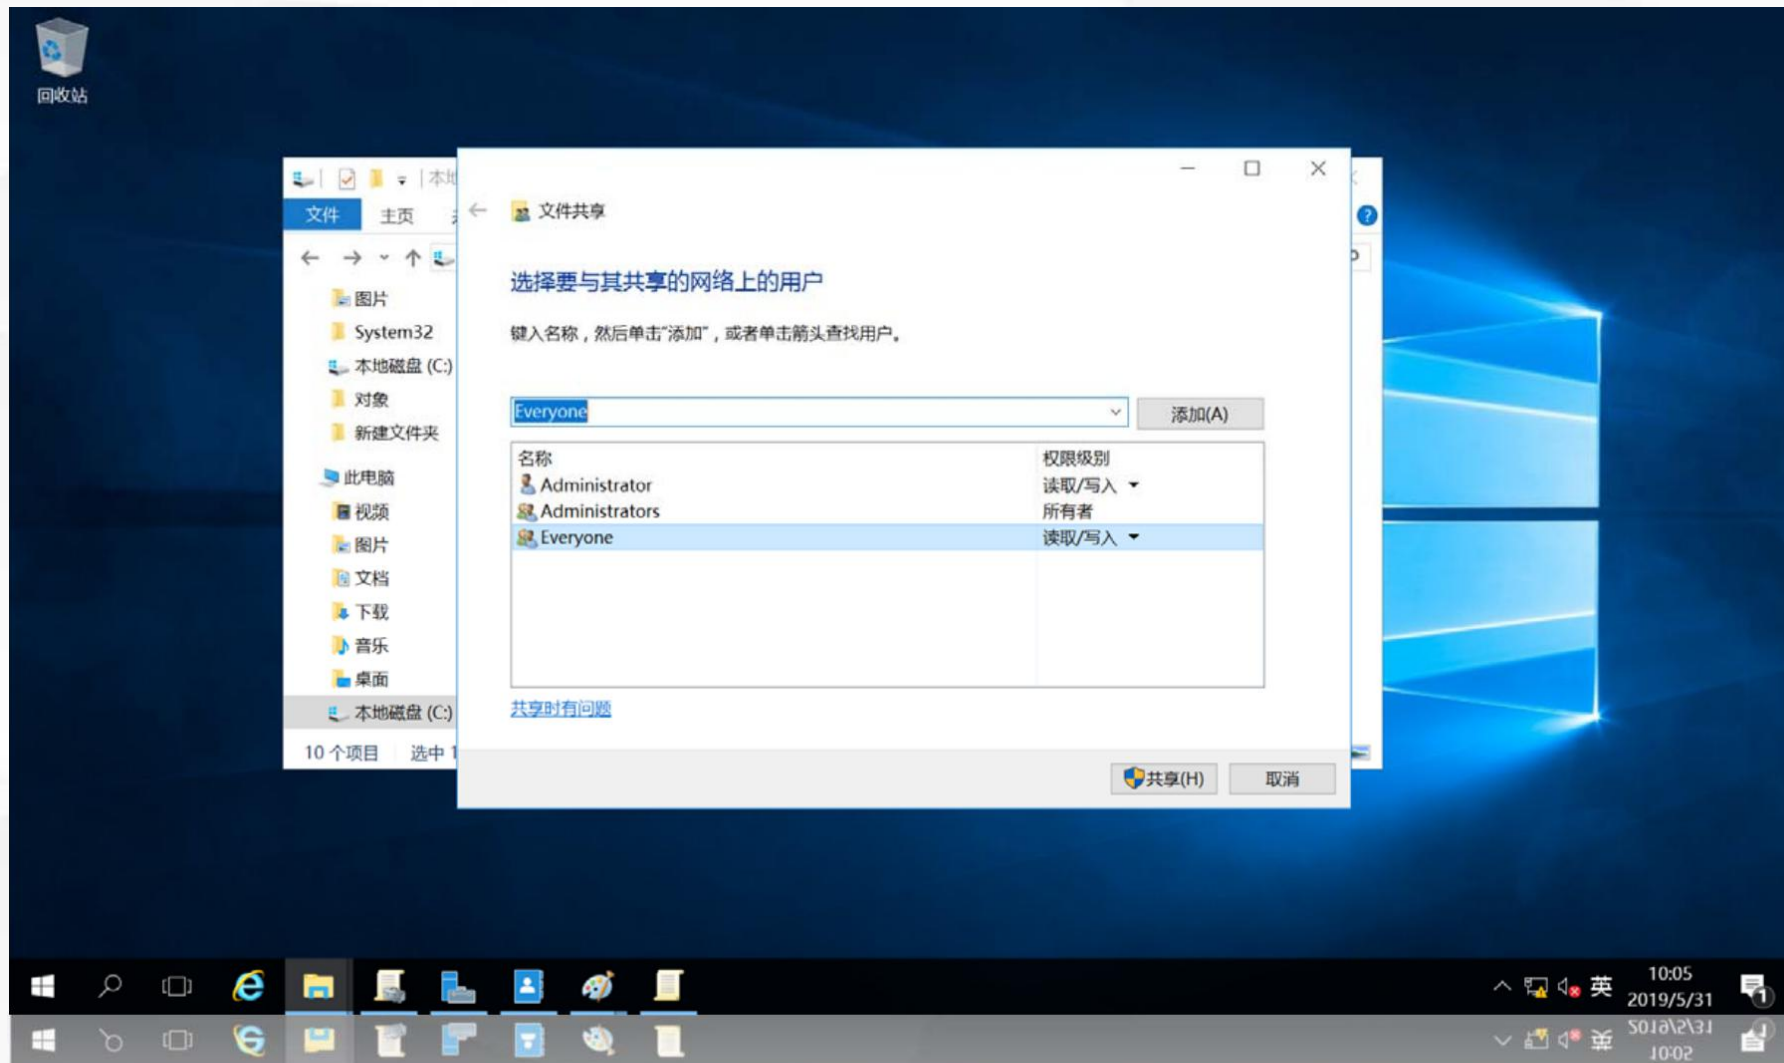 回收站
本地
文件 主页
文件共享
选择要与其共享的网络上的用户
键入名称，然后单击"添加"，或者单击箭头查找用户。
图片
System32
本地磁盘 (C:)
对象
新建文件夹
此电脑
视频
图片
文档
下载
音乐
桌面
本地磁盘 (C:)
10 个项目 选中 1
Everyone
添加(A)
名称 权限级别
Administrator 读取/写入
Administrators 所有者
Everyone 读取/写入
共享时有问题
共享(H) 取消
英
10:05
2019/5/31
1